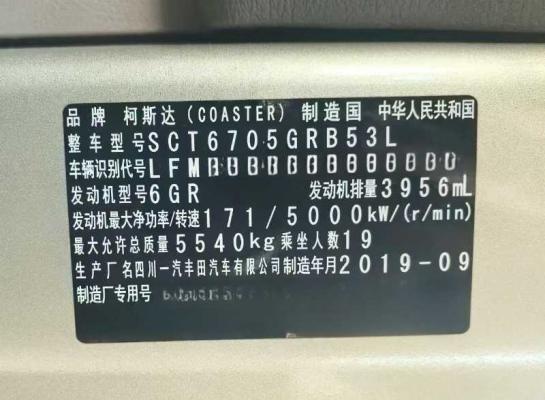 品牌 柯斯达(COASTER) 制造国 中华人民共和国
整车型号SCT6705GRB53L
车辆识别代号LFM
发动机型号6GR 发动机排量3956mL
发动机最大净功率/转速171/5000kW/(r/min)
最大允许总质量5540kg乘坐人数19
生产厂名四川一汽丰田汽车有限公司制造年月2019-09
制造厂专用号